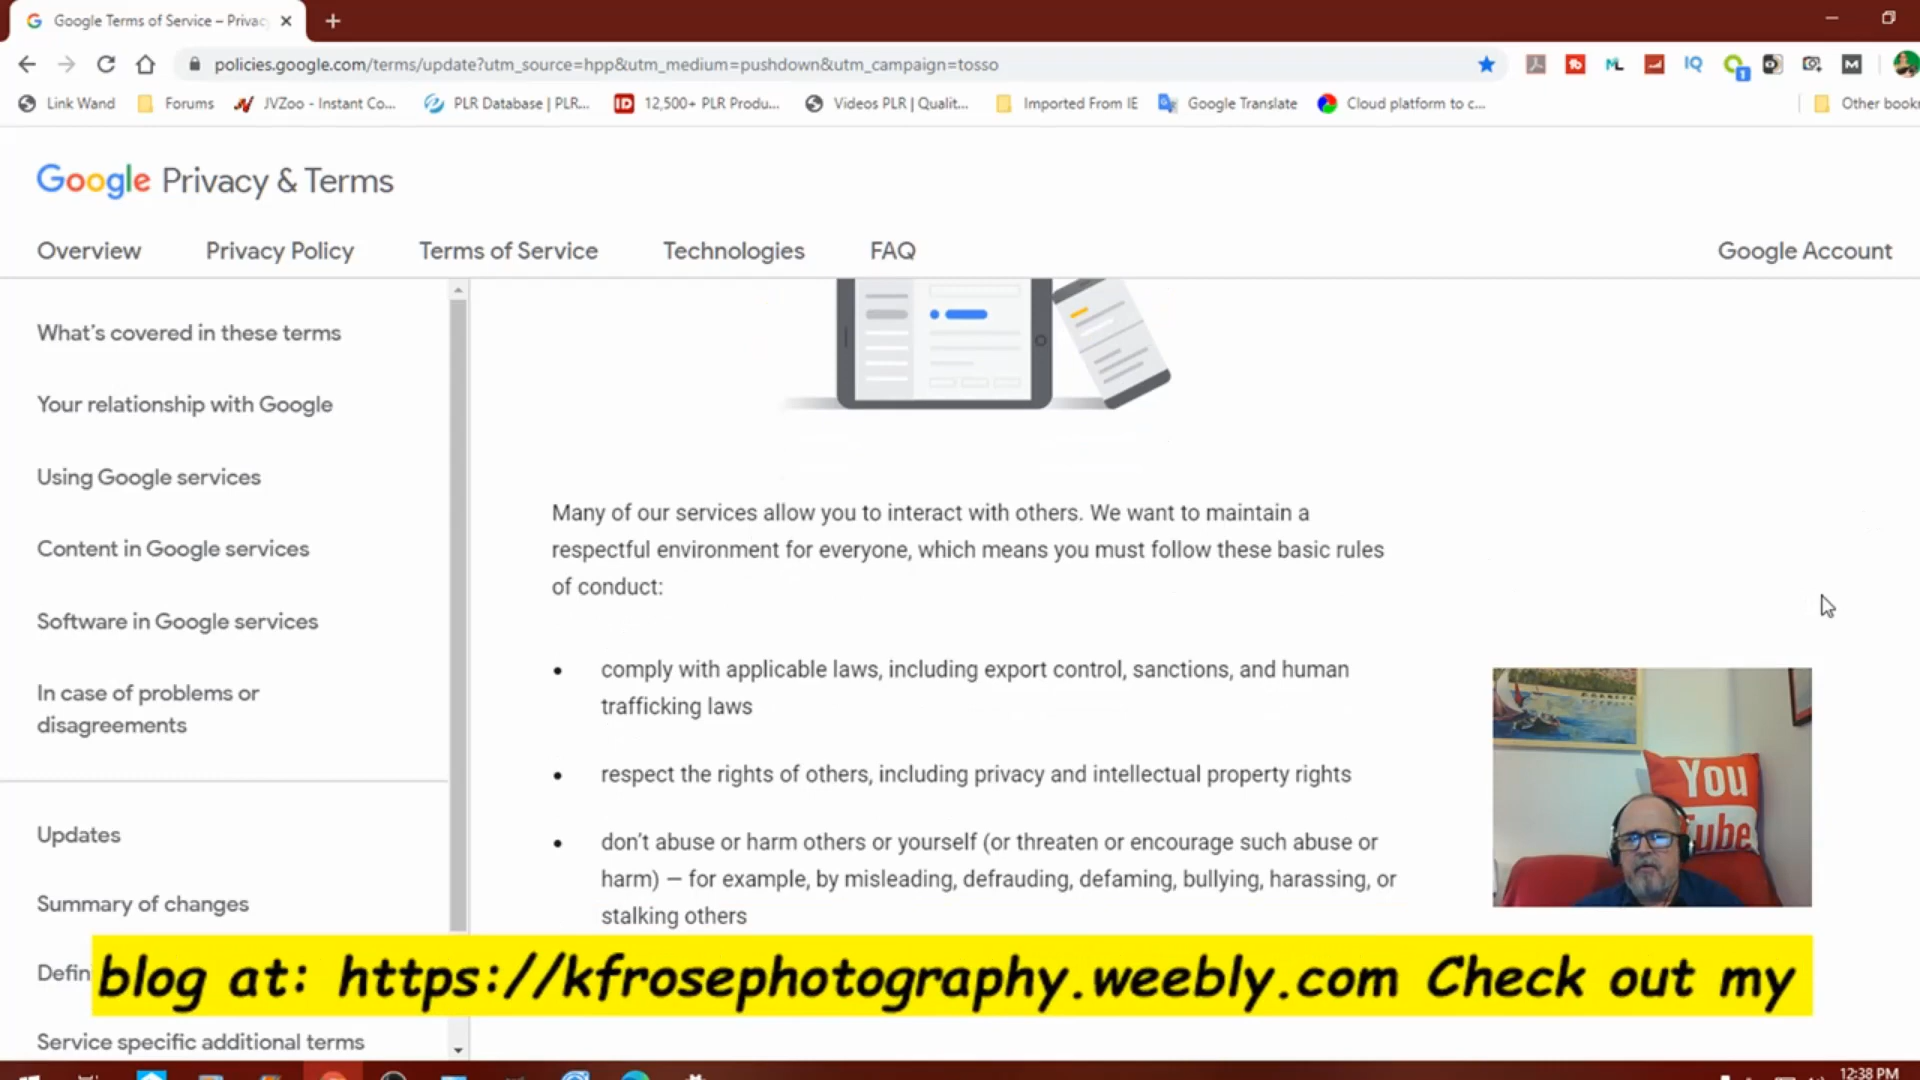 Google Terms of Service – Privac
policies.google.com/terms/update?utm_source=hpp&utm_medium=pushdown&utm_campaign=tosso
Link Wand
Forums
JVZoo - Instant Co...
PLR Database | PLR...
ID
12,500+ PLR Produ...
Videos PLR | Qualit...
Imported From IE
Google Translate
Cloud platform to c...
Other book
Google Privacy & Terms
Overview
Privacy Policy
Terms of Service
Technologies
FAQ
Google Account
What's covered in these terms
Your relationship with Google
Using Google services
Content in Google services
Software in Google services
In case of problems or
disagreements
Updates
Summary of changes
Defin
Service specific additional terms
Many of our services allow you to interact with others. We want to maintain a
respectful environment for everyone, which means you must follow these basic rules
of conduct:
comply with applicable laws, including export control, sanctions, and human
trafficking laws
respect the rights of others, including privacy and intellectual property rights
don't abuse or harm others or yourself (or threaten or encourage such abuse or
harm) — for example, by misleading, defrauding, defaming, bullying, harassing, or
stalking others
You
Tube
blog at: https://kfrosephotography.weebly.com Check out my
12:38 PM